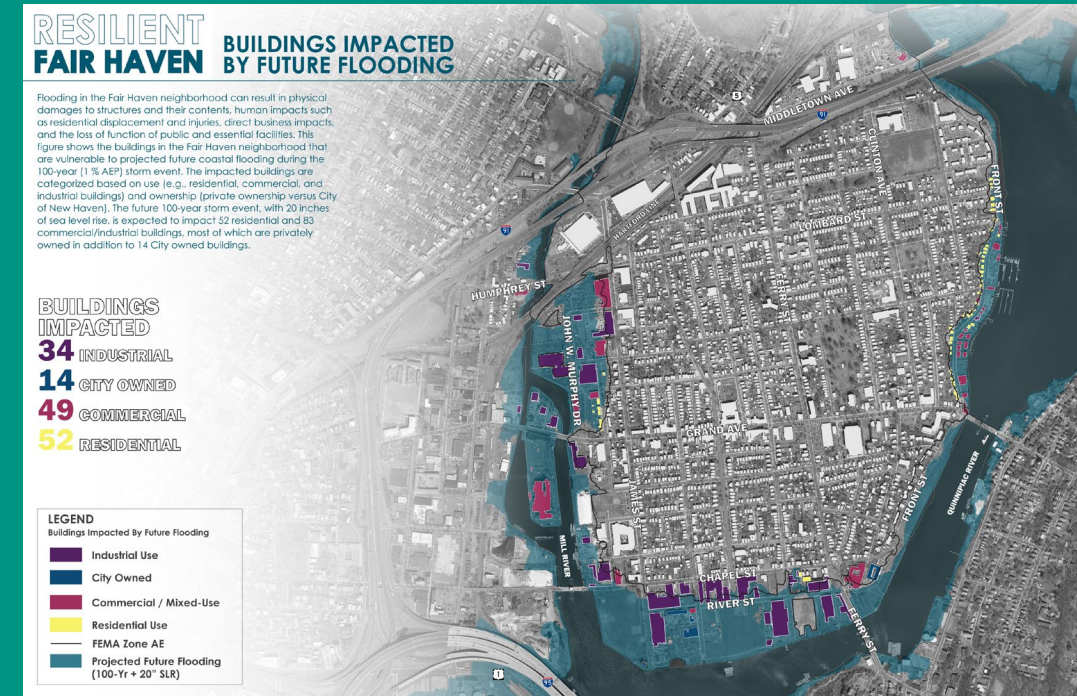 RESILIENT
FAIR HAVEN
BUILDINGS IMPACTED
BY FUTURE FLOODING
Flooding in the Fair Haven neighborhood can result in physical
damages to structures and their contents, human impacts such
as residential displacement and injuries, direct business impacts,
and the loss of function of public and essential facilities. This
figure shows the buildings in the Fair Haven neighborhood that
are vulnerable to projected future coastal flooding during the
100-year (1 % AEP) storm event. The impacted buildings are
categorized based on use (e.g., residential, commercial, and
industrial buildings) and ownership (private ownership versus City
of New Haven). The future 100-year storm event, with 20 inches
of sea level rise, is expected to impact 52 residential and 83
commercial/industrial buildings, most of which are privately
owned in addition to 14 City owned buildings.
BUILDINGS
IMPACTED
34 INDUSTRIAL
14 CITY OWNED
49 COMMERCIAL
52 RESIDENTIAL
LEGEND
Buildings Impacted By Future Flooding
Industrial Use
City Owned
Commercial / Mixed-Use
Residential Use
FEMA Zone AE
Projected Future Flooding
(100-Yr + 20" SLR)
5
MIDDLETOWN AVE
91
CLINTON AVE
FRONT ST
LOMBARD ST
HARTFORD LINE
91
HUMPHREY ST
FERRY ST
JOHN W. MURPHY DR
GRAND AVE
JAMES ST
FRONT ST
QUINNIPIAC RIVER
MILL RIVER
CHAPEL ST
RIVER ST
FERRY ST
1
95